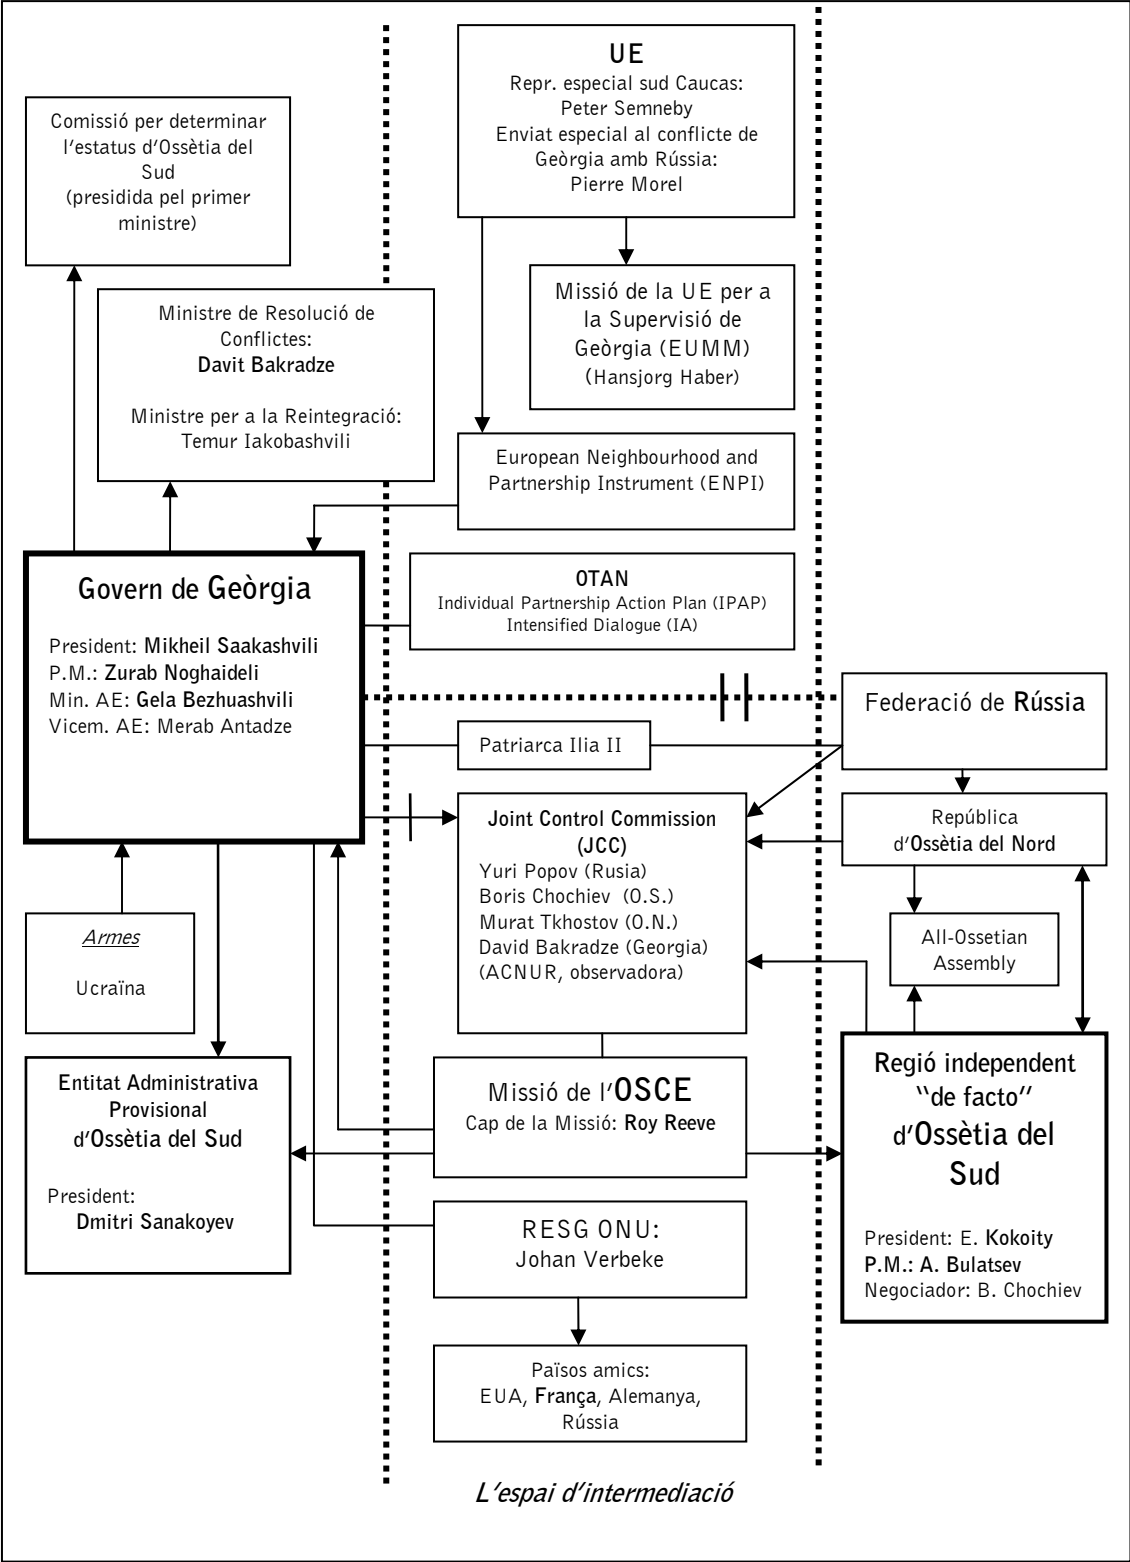 UE
Repr. especial sud Caucas:
Peter Semneby
Enviat especial al conflicte de
Geòrgia amb Rússia:
Pierre Morel
Comissió per determinar
l'estatus d'Ossètia del
Sud
(presidida pel primer
ministre)
Missió de la UE per a
la Supervisió de
Geòrgia (EUMM)
(Hansjorg Haber)
Ministre de Resolució de
Conflictes:
Davit Bakradze
Ministre per a la Reintegració:
Temur Iakobashvili
European Neighbourhood and
Partnership Instrument (ENPI)
Govern de Geòrgia
President: Mikheil Saakashvili
P.M.: Zurab Noghaideli
Min. AE: Gela Bezhuashvili
Vicem. AE: Merab Antadze
OTAN
Individual Partnership Action Plan (IPAP)
Intensified Dialogue (IA)
Federació de Rússia
Patriarca Ilia II
Joint Control Commission
(JCC)
Yuri Popov (Rusia)
Boris Chochiev (O.S.)
Murat Tkhostov (O.N.)
David Bakradze (Georgia)
(ACNUR, observadora)
República
d'Ossètia del Nord
All-Ossetian
Assembly
Armes
Ucraïna
Entitat Administrativa
Provisional
d'Ossètia del Sud
President:
Dmitri Sanakoyev
Missió de l'OSCE
Cap de la Missió: Roy Reeve
Regió independent
"de facto"
d'Ossètia del
Sud
President: E. Kokoity
P.M.: A. Bulatsev
Negociador: B. Chochiev
RESG ONU:
Johan Verbeke
Països amics:
EUA, França, Alemanya,
Rússia
L'espai d'intermediació